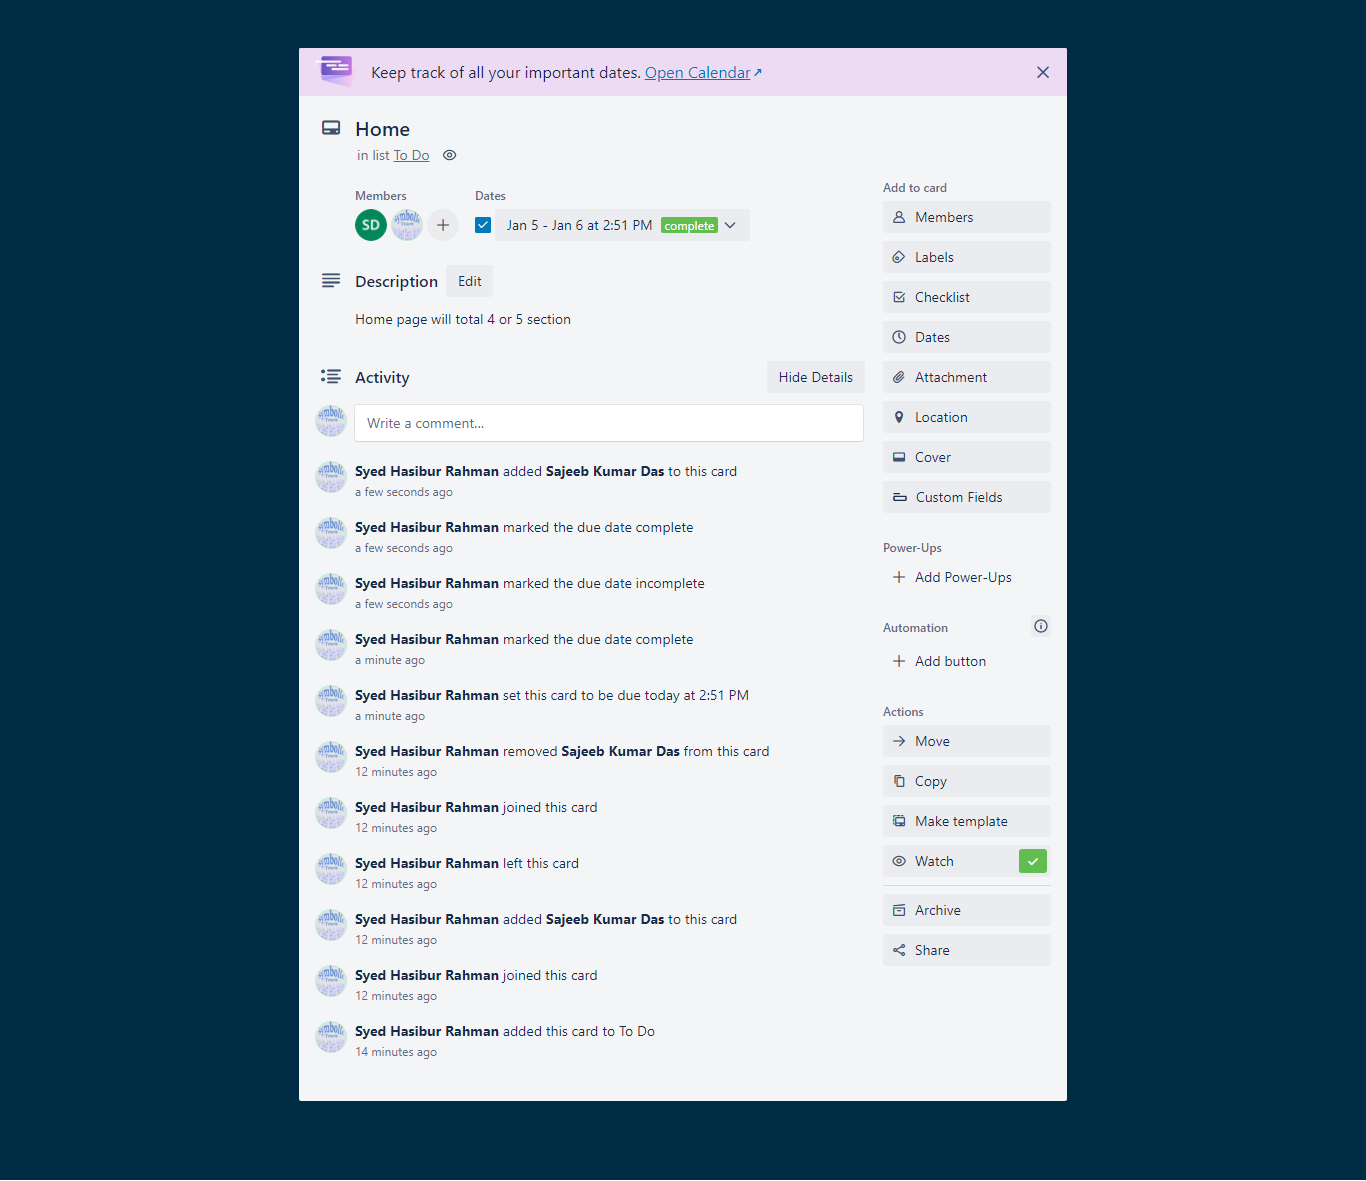 Keep track of all your important dates. Open Calendar↗
Home
in list To Do
Members
Dates
SD
Jan 5 - Jan 6 at 2:51 PM complete
Description
Edit
Home page will total 4 or 5 section
Activity
Hide Details
Write a comment...
Syed Hasibur Rahman added Sajeeb Kumar Das to this card
a few seconds ago
Syed Hasibur Rahman marked the due date complete
a few seconds ago
Syed Hasibur Rahman marked the due date incomplete
a few seconds ago
Syed Hasibur Rahman marked the due date complete
a minute ago
Syed Hasibur Rahman set this card to be due today at 2:51 PM
a minute ago
Syed Hasibur Rahman removed Sajeeb Kumar Das from this card
12 minutes ago
Syed Hasibur Rahman joined this card
12 minutes ago
Syed Hasibur Rahman left this card
12 minutes ago
Syed Hasibur Rahman added Sajeeb Kumar Das to this card
12 minutes ago
Syed Hasibur Rahman joined this card
12 minutes ago
Syed Hasibur Rahman added this card to To Do
14 minutes ago
Add to card
Members
Labels
Checklist
Dates
Attachment
Location
Cover
Custom Fields
Power-Ups
Add Power-Ups
Automation
Add button
Actions
Move
Copy
Make template
Watch
Archive
Share